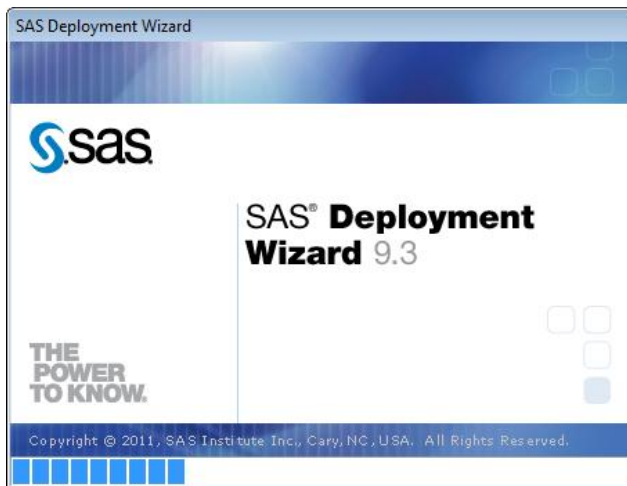 SAS Deployment Wizard
sas
SAS® Deployment
Wizard 9.3
THE
POWER
TO KNOW.
Copyright © 2011, SAS Institute Inc., Cary, NC, USA. All Rights Reserved.